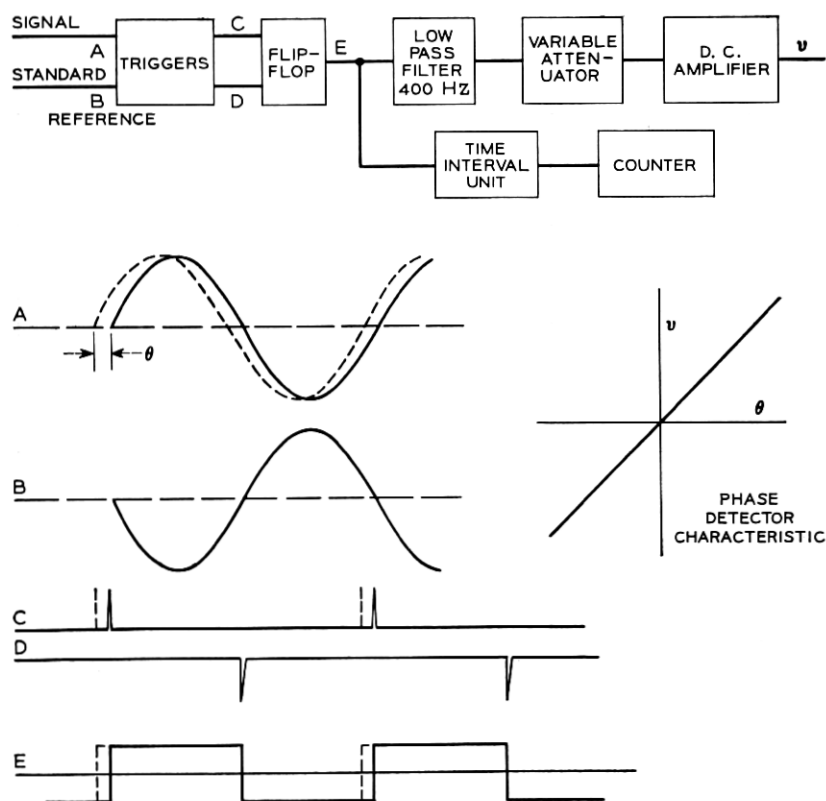 SIGNAL
A
STANDARD
B
REFERENCE
TRIGGERS
C
D
FLIP-
FLOP
E
LOW
PASS
FILTER
400 HZ
VARIABLE
ATTEN-
UATOR
D. C.
AMPLIFIER
υ
TIME
INTERVAL
UNIT
COUNTER
A
θ
B
υ
θ
PHASE
DETECTOR
CHARACTERISTIC
C
D
E